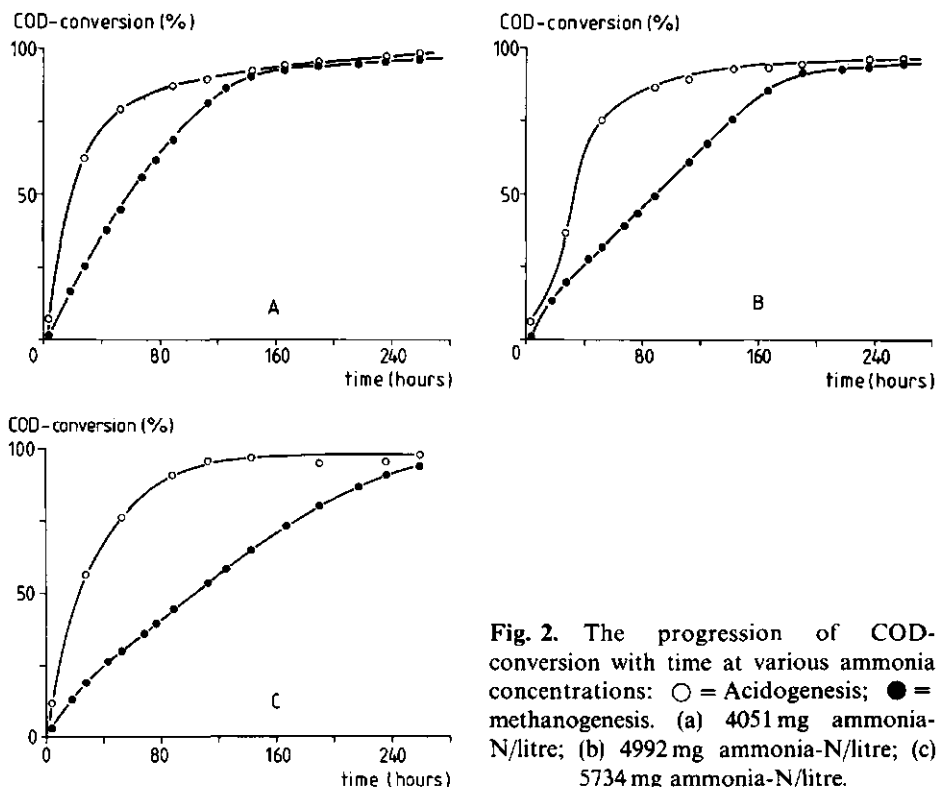 COD-conversion (%)
100
50
0
80
160
240
time (hours)
A
COD-conversion (%)
100
50
0
80
160
240
time (hours)
B
COD-conversion (%)
100
50
0
0
80
160
240
time (hours)
C
Fig. 2. The progression of COD-
conversion with time at various ammonia
concentrations: ○ = Acidogenesis; ● =
methanogenesis. (a) 4051 mg ammonia-
N/litre; (b) 4992 mg ammonia-N/litre; (c)
5734 mg ammonia-N/litre.